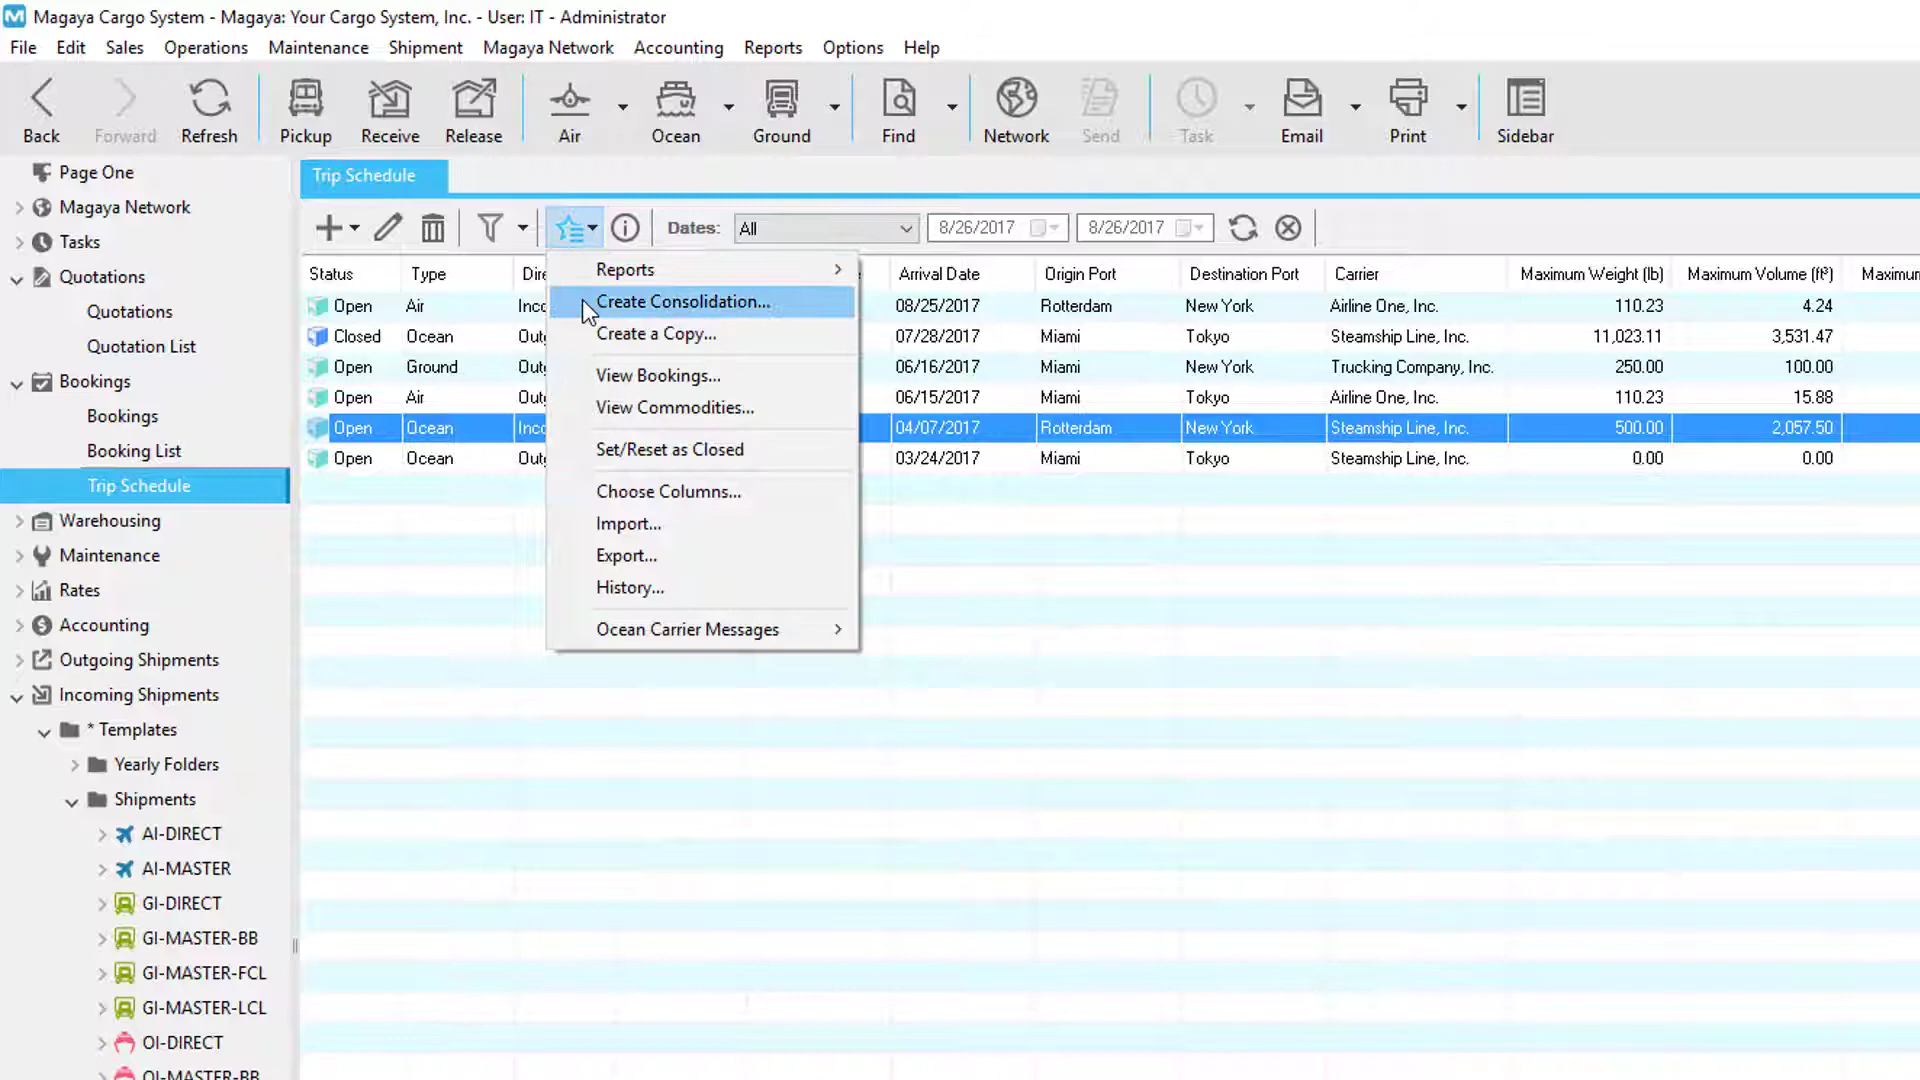 Magaya Cargo System - Magaya: Your Cargo System, Inc. - User: IT - Administrator
File Edit Sales Operations Maintenance Shipment Magaya Network Accounting Reports Options Help
Back Forward Refresh Pickup Receive Release Air Ocean Ground Find Network Send Task Email Print Sidebar
Page One
Magaya Network
Tasks
Quotations
Quotations
Quotation List
Bookings
Bookings
Booking List
Trip Schedule
Warehousing
Maintenance
Rates
Accounting
Outgoing Shipments
Incoming Shipments
* Templates
Yearly Folders
Shipments
AI-DIRECT
AI-MASTER
GI-DIRECT
GI-MASTER-BB
GI-MASTER-FCL
GI-MASTER-LCL
OI-DIRECT
OI-MASTER-BB
Trip Schedule
Dates: All 8/26/2017 8/26/2017
Status Type Dire Arrival Date Origin Port Destination Port Carrier Maximum Weight (lb) Maximum Volume (ft³) Maximum
Open Air Inco 08/25/2017 Rotterdam New York Airline One, Inc. 110.23 4.24
Closed Ocean Outg 07/28/2017 Miami Tokyo Steamship Line, Inc. 11,023.11 3,531.47
Open Ground Outg 06/16/2017 Miami New York Trucking Company, Inc. 250.00 100.00
Open Air Outg 06/15/2017 Miami Tokyo Airline One, Inc. 110.23 15.88
Open Ocean Inco 04/07/2017 Rotterdam New York Steamship Line, Inc. 500.00 2,057.50
Open Ocean Outg 03/24/2017 Miami Tokyo Steamship Line, Inc. 0.00 0.00
Reports
Create Consolidation...
Create a Copy...
View Bookings...
View Commodities...
Set/Reset as Closed
Choose Columns...
Import...
Export...
History...
Ocean Carrier Messages